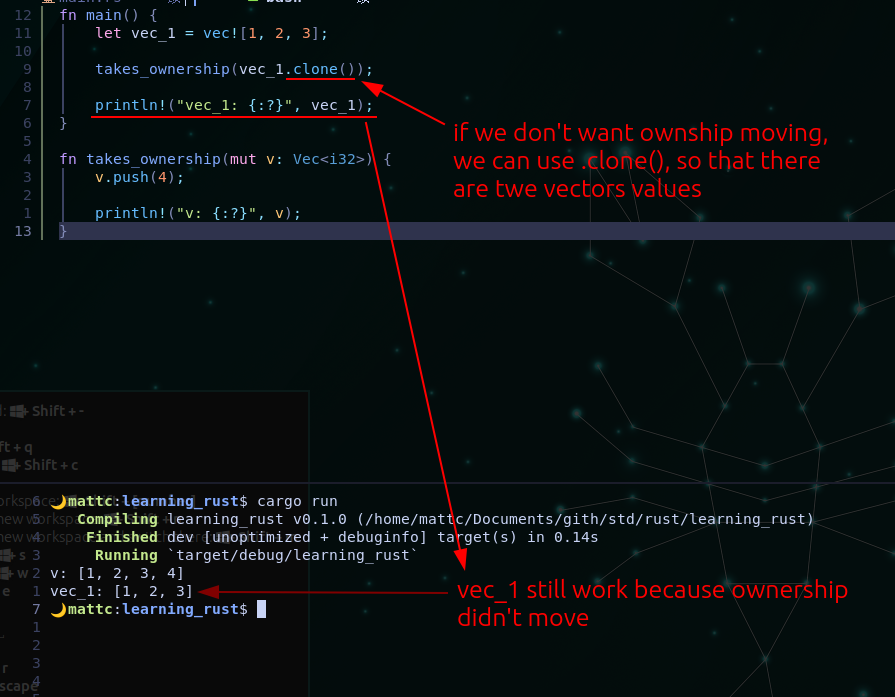 12 fn main() {
11 let vec_1 = vec![1, 2, 3];
10
9 takes_ownership(vec_1.clone());
8
7 println!("vec_1: {:?}", vec_1);
6 }
5
4 fn takes_ownership(mut v: Vec<i32>) {
3 v.push(4);
2
1 println!("v: {:?}", v);
13 }
if we don't want ownship moving,
we can use .clone(), so that there
are twe vectors values
+ Shift + -
ft + q
+ Shift + c
6 🌙mattc:learning_rust$ cargo run
5 Compiling learning_rust v0.1.0 (/home/mattc/Documents/gith/std/rust/learning_rust)
4 Finished dev [unoptimized + debuginfo] target(s) in 0.14s
3 Running `target/debug/learning_rust`
2 v: [1, 2, 3, 4]
1 vec_1: [1, 2, 3]
7 🌙mattc:learning_rust$
1
2
3
4
+ s
+ w
e
r
scape
vec_1 still work because ownership
didn't move